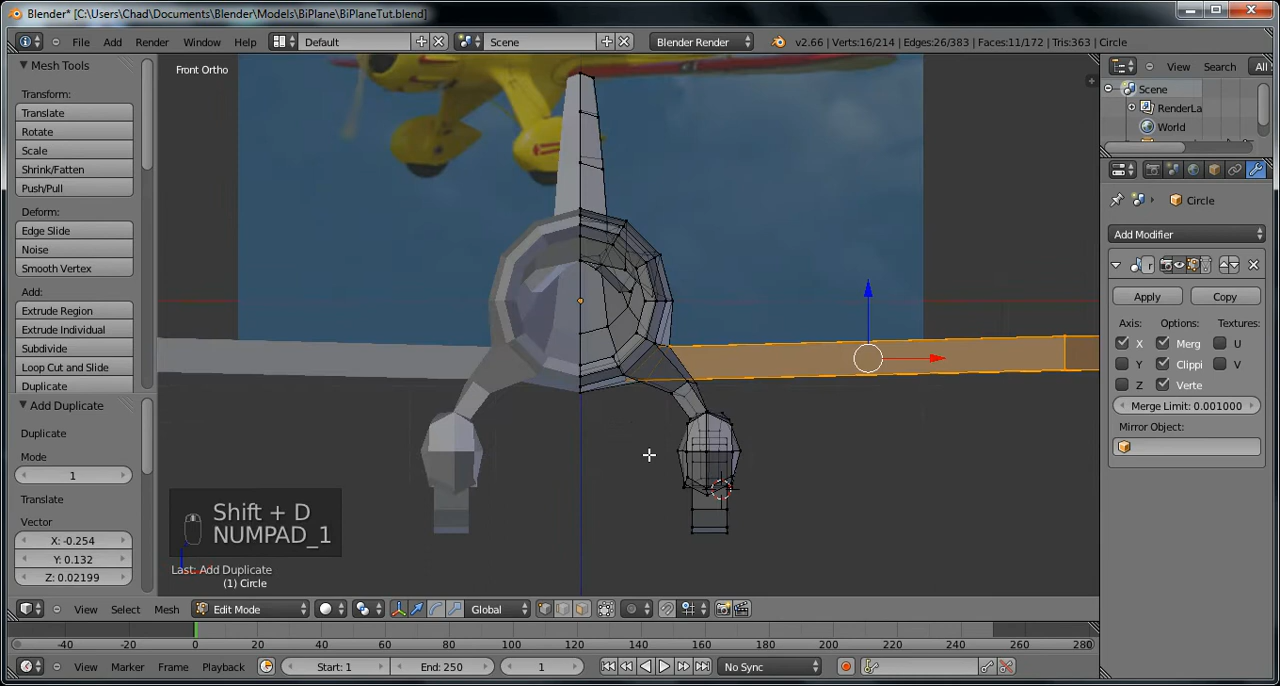 Blender* [C:\Users\Chad\Documents\Blender\Models\BiPlane\BiPlaneTut.blend]
File Add Render Window Help Default Scene Blender Render v2.66 | Verts:16/214 | Edges:26/383 | Faces:11/172 | Tris:363 | Circle
Mesh Tools
Transform:
Translate
Rotate
Scale
Shrink/Fatten
Push/Pull
Deform:
Edge Slide
Noise
Smooth Vertex
Add:
Extrude Region
Extrude Individual
Subdivide
Loop Cut and Slide
Duplicate
Add Duplicate
Duplicate
Mode
1
Translate
Vector
X: -0.254
Y: 0.132
Z: 0.02199
Front Ortho
Shift + D
NUMPAD_1
Last: Add Duplicate
(1) Circle
View Select Mesh Edit Mode Global
View Search All
Scene
RenderLa
World
Circle
Add Modifier
Apply Copy
Axis: Options: Textures:
X Merg U
Y Clippi V
Z Verte
Merge Limit: 0.001000
Mirror Object:
-40 -20 0 20 40 60 80 100 120 140 160 180 200 220 240 260 280
View Marker Frame Playback Start: 1 End: 250 1 No Sync